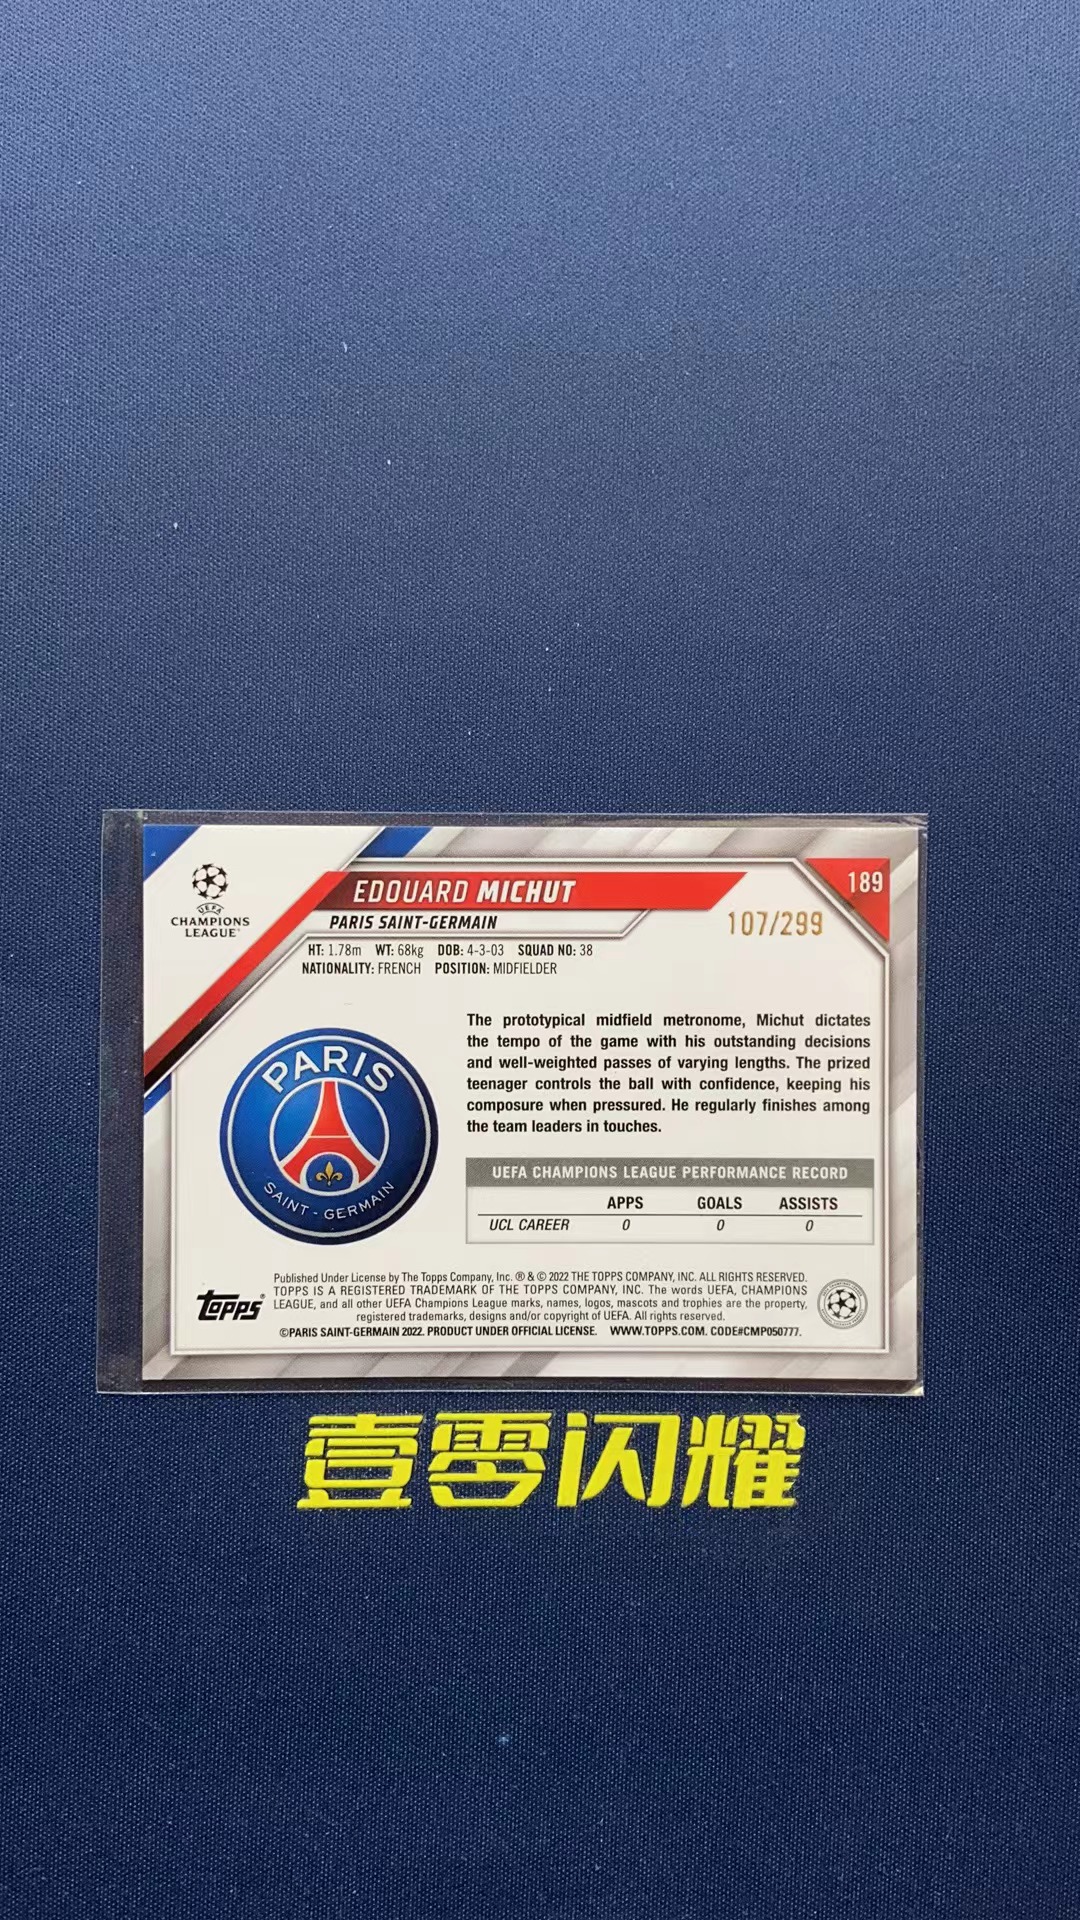 189
EDOUARD MICHUT
107/299
UEFA
CHAMPIONS
LEAGUE
PARIS SAINT-GERMAIN
HT: 1.78m WT: 68kg DOB: 4-3-03 SQUAD NO: 38
NATIONALITY: FRENCH POSITION: MIDFIELDER
The prototypical midfield metronome, Michut dictates
the tempo of the game with his outstanding decisions
and well-weighted passes of varying lengths. The prized
teenager controls the ball with confidence, keeping his
composure when pressured. He regularly finishes among
the team leaders in touches.
PARIS
SAINT - GERMAIN
UEFA CHAMPIONS LEAGUE PERFORMANCE RECORD
APPS GOALS ASSISTS
UCL CAREER 0 0 0
Topps®
Published Under License by The Topps Company, Inc. ® & © 2022 THE TOPPS COMPANY, INC. ALL RIGHTS RESERVED.
TOPPS IS A REGISTERED TRADEMARK OF THE TOPPS COMPANY, INC. The words UEFA, CHAMPIONS
LEAGUE, and all other UEFA Champions League marks, names, logos, mascots and trophies are the property,
registered trademarks, designs and/or copyright of UEFA. All rights reserved.
©PARIS SAINT-GERMAIN 2022. PRODUCT UNDER OFFICIAL LICENSE. WWW.TOPPS.COM. CODE#CMP050777.
壹零闪耀